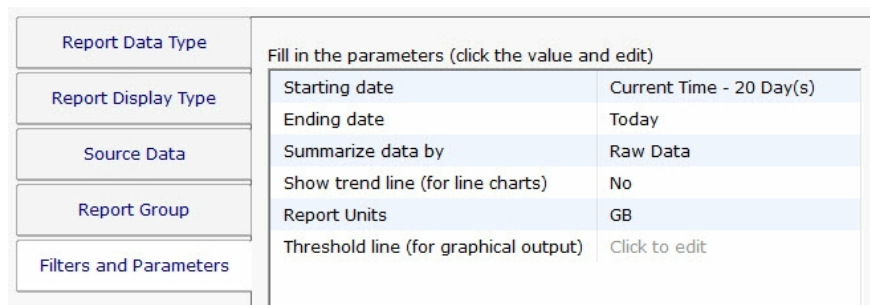 Report Data Type
Report Display Type
Source Data
Report Group
Filters and Parameters
Fill in the parameters (click the value and edit)
Starting date Current Time - 20 Day(s)
Ending date Today
Summarize data by Raw Data
Show trend line (for line charts) No
Report Units GB
Threshold line (for graphical output) Click to edit